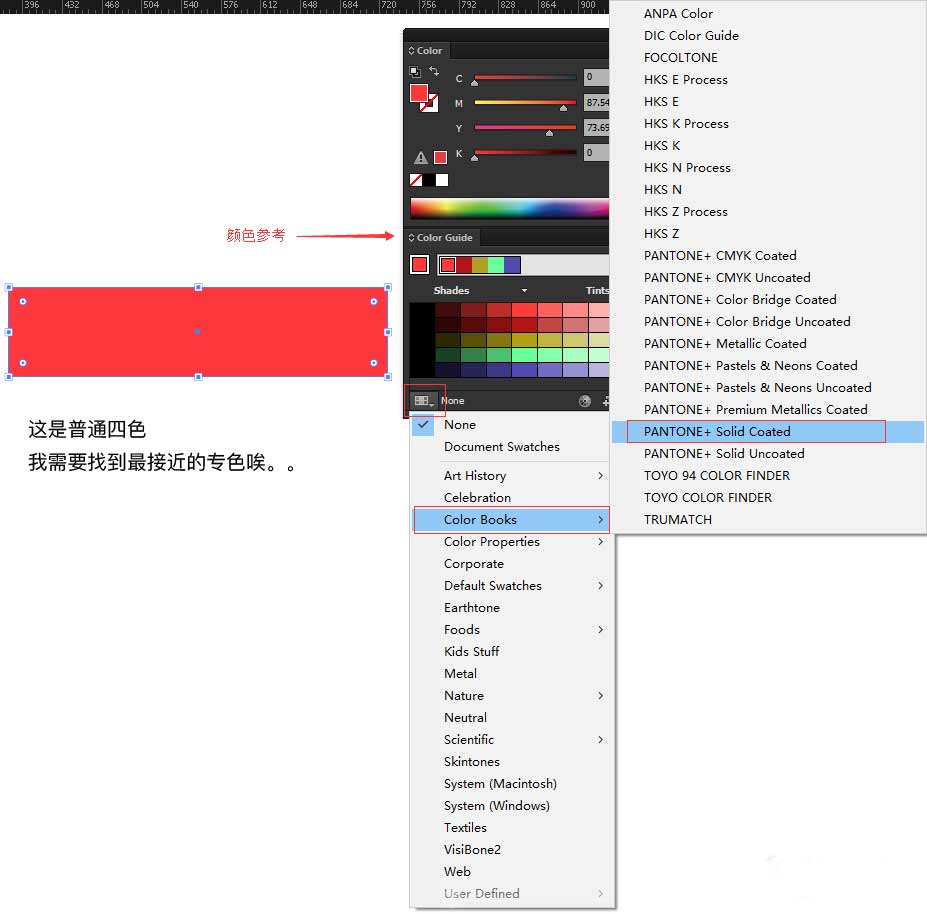 396 432 468 504 540 576 612 648 684 720 756 792 828 864 900
Color
C 0
M 87.54
Y 73.69
K 0
颜色参考
Color Guide
Shades
Tints
None
这是普通四色
我需要找到最接近的专色唉。。
None
Document Swatches
Art History
Celebration
Color Books
Color Properties
Corporate
Default Swatches
Earthtone
Foods
Kids Stuff
Metal
Nature
Neutral
Scientific
Skintones
System (Macintosh)
System (Windows)
Textiles
VisiBone2
Web
User Defined
ANPA Color
DIC Color Guide
FOCOLTONE
HKS E Process
HKS E
HKS K Process
HKS K
HKS N Process
HKS N
HKS Z Process
HKS Z
PANTONE+ CMYK Coated
PANTONE+ CMYK Uncoated
PANTONE+ Color Bridge Coated
PANTONE+ Color Bridge Uncoated
PANTONE+ Metallic Coated
PANTONE+ Pastels & Neons Coated
PANTONE+ Pastels & Neons Uncoated
PANTONE+ Premium Metallics Coated
PANTONE+ Solid Coated
PANTONE+ Solid Uncoated
TOYO 94 COLOR FINDER
TOYO COLOR FINDER
TRUMATCH